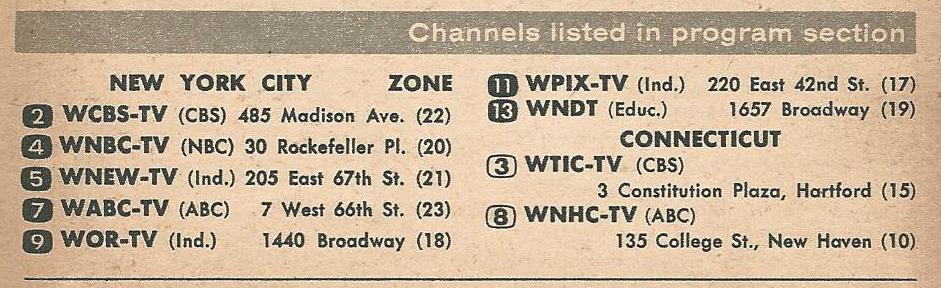 Channels listed in program section
NEW YORK CITY ZONE
2 WCBS-TV (CBS) 485 Madison Ave. (22)
4 WNBC-TV (NBC) 30 Rockefeller Pl. (20)
5 WNEW-TV (Ind.) 205 East 67th St. (21)
7 WABC-TV (ABC) 7 West 66th St. (23)
9 WOR-TV (Ind.) 1440 Broadway (18)
11 WPIX-TV (Ind.) 220 East 42nd St. (17)
13 WNDT (Educ.) 1657 Broadway (19)
CONNECTICUT
3 WTIC-TV (CBS)
3 Constitution Plaza, Hartford (15)
8 WNHC-TV (ABC)
135 College St., New Haven (10)